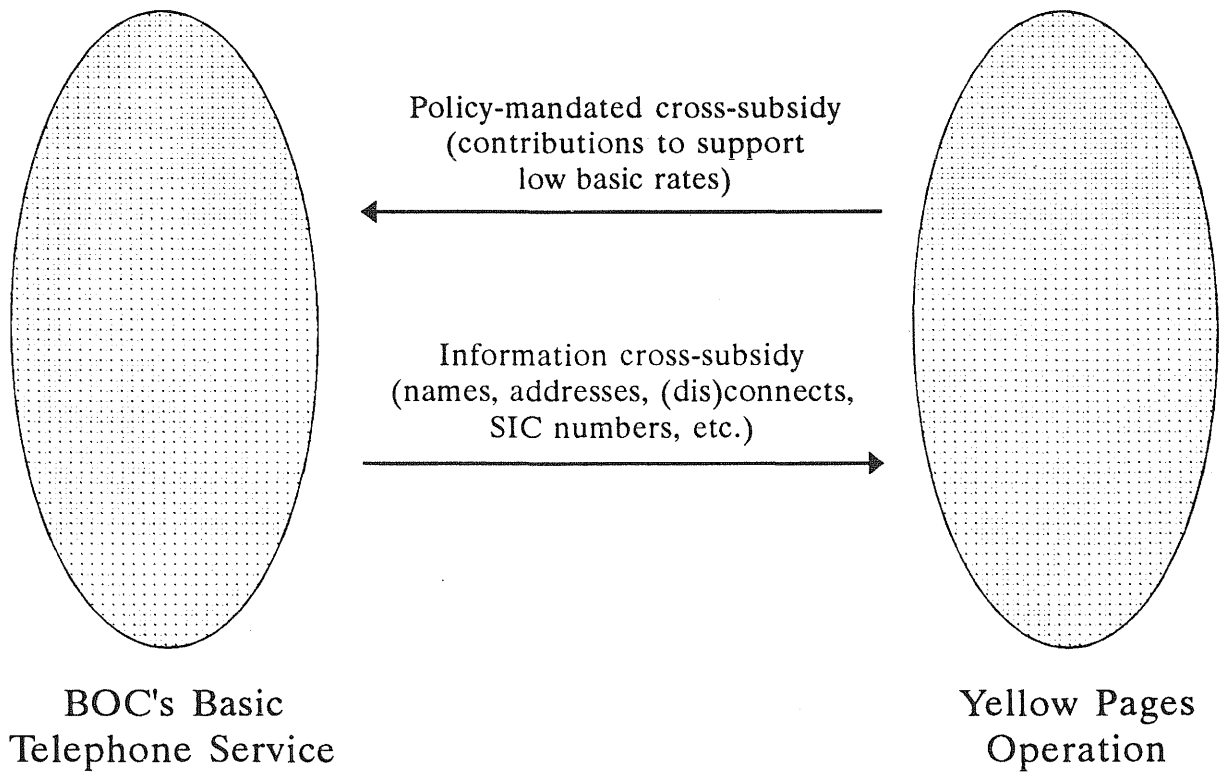 Policy-mandated cross-subsidy
(contributions to support
low basic rates)
Information cross-subsidy
(names, addresses, (dis)connects,
SIC numbers, etc.)
BOC's Basic
Telephone Service
Yellow Pages
Operation